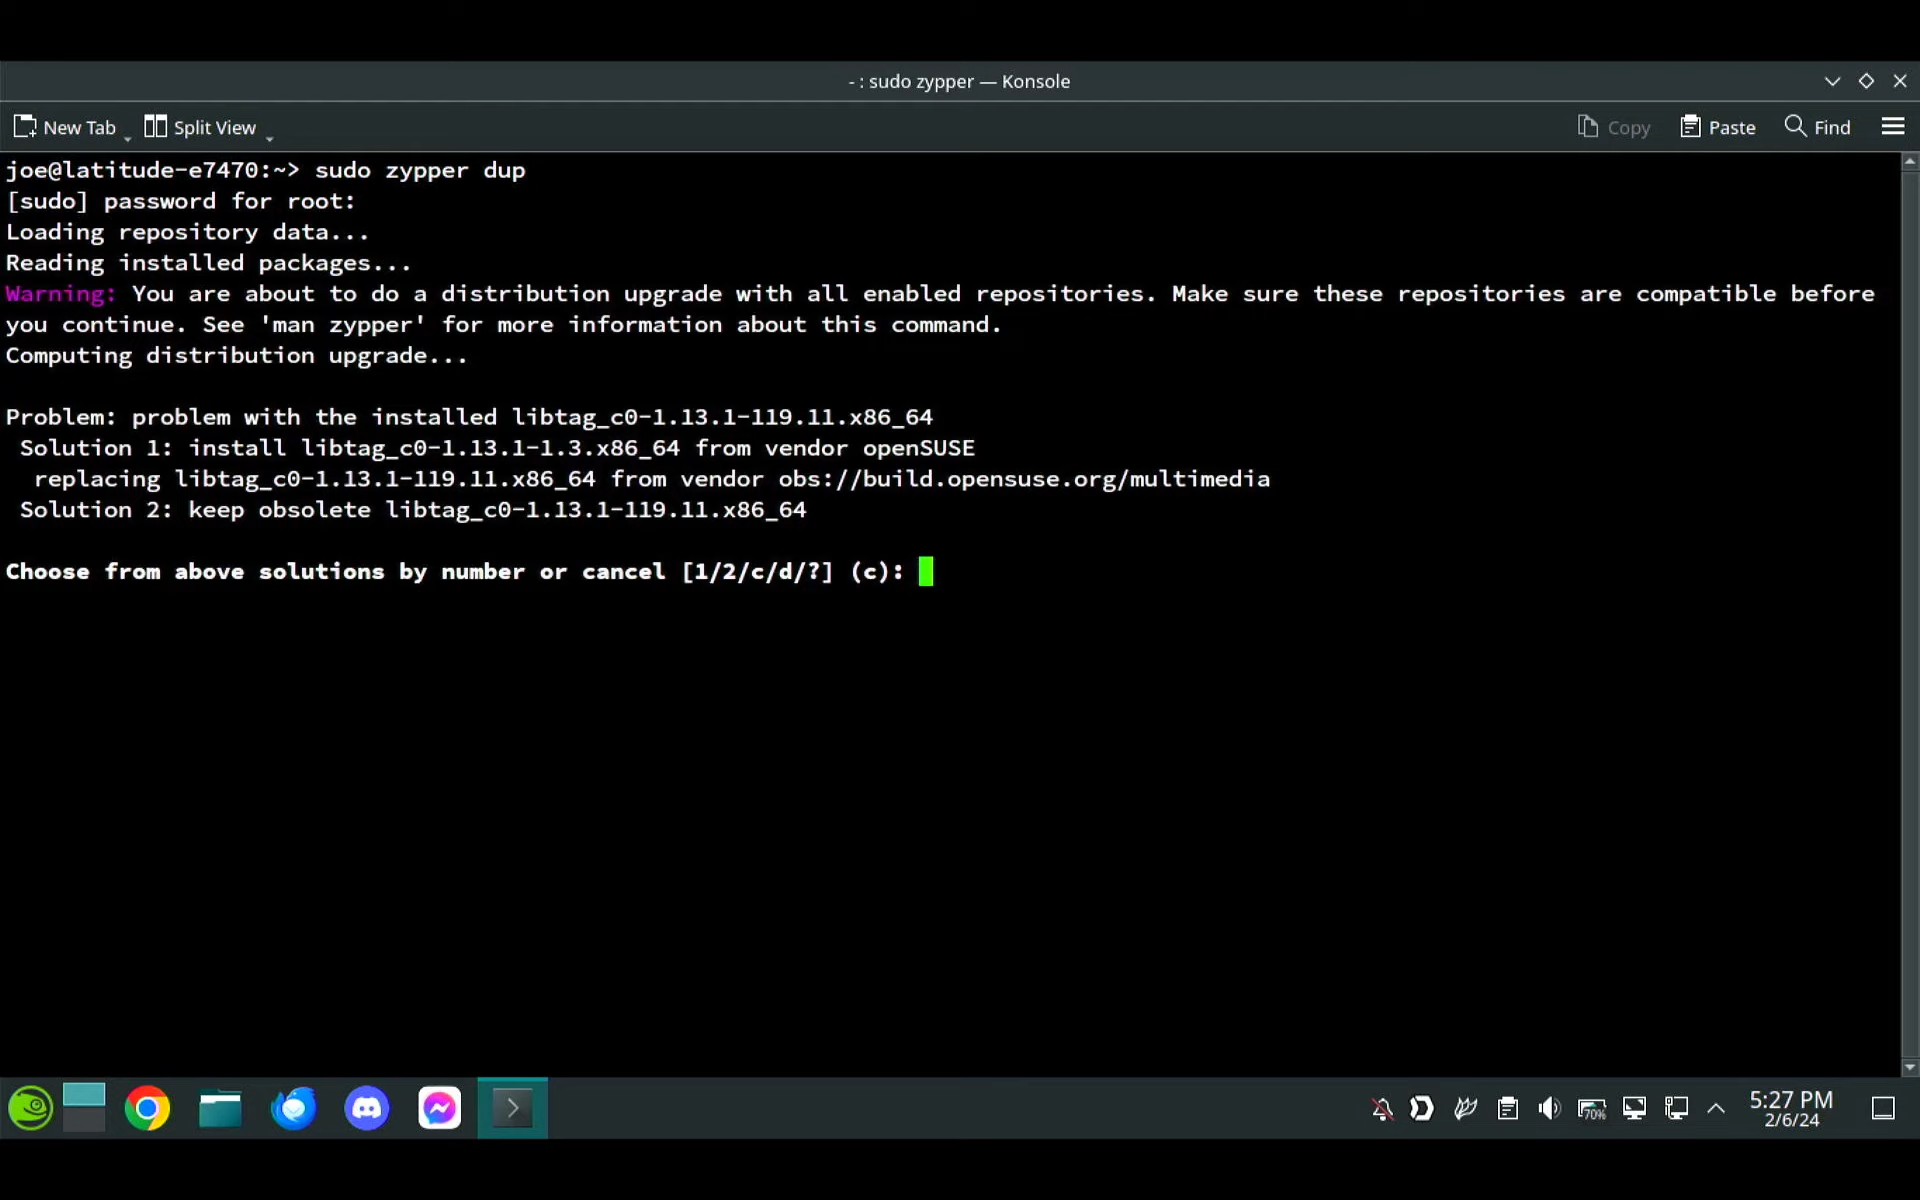 - : sudo zypper — Konsole
New Tab
Split View
Copy
Paste
Find
joe@latitude-e7470:~> sudo zypper dup
[sudo] password for root:
Loading repository data...
Reading installed packages...
Warning: You are about to do a distribution upgrade with all enabled repositories. Make sure these repositories are compatible before
you continue. See 'man zypper' for more information about this command.
Computing distribution upgrade...
Problem: problem with the installed libtag_c0-1.13.1-119.11.x86_64
Solution 1: install libtag_c0-1.13.1-1.3.x86_64 from vendor openSUSE
replacing libtag_c0-1.13.1-119.11.x86_64 from vendor obs://build.opensuse.org/multimedia
Solution 2: keep obsolete libtag_c0-1.13.1-119.11.x86_64
Choose from above solutions by number or cancel [1/2/c/d/?] (c):
70%
5:27 PM
2/6/24